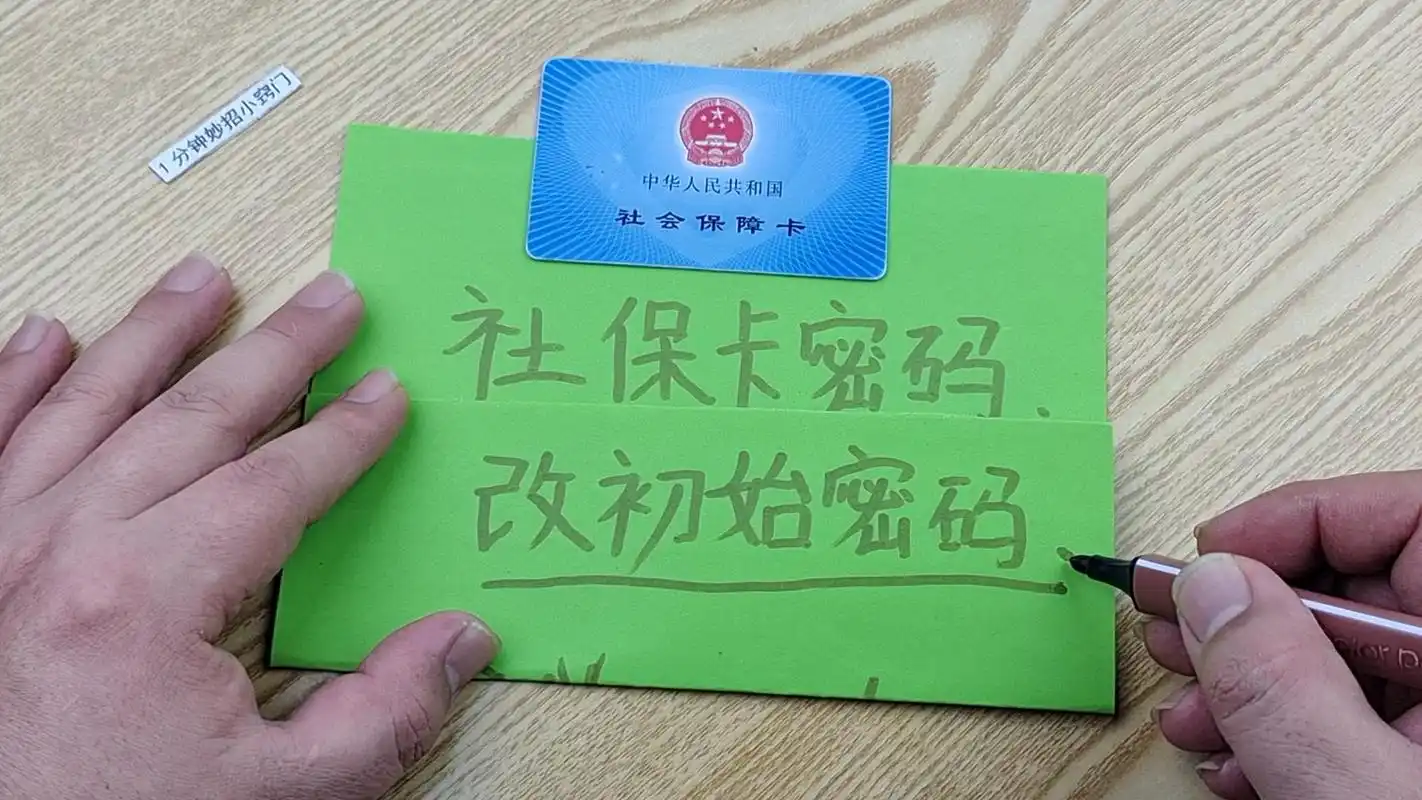 1分钟妙招小窍门
中华人民共和国
社会保障卡
社保卡密码
改初始密码